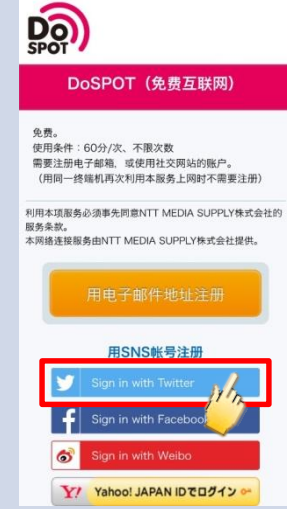 Do
SPOT
DoSPOT（免费互联网）
免费。
使用条件：60分/次、不限次数
需要注册电子邮箱，或使用社交网站的账户。
（用同一终端机再次利用本服务上网时不需要注册）
利用本项服务必须事先同意NTT MEDIA SUPPLY株式会社的
服务条款。
本网络连接服务由NTT MEDIA SUPPLY株式会社提供。
用电子邮件地址注册
用SNS帐号注册
Sign in with Twitter
Sign in with Facebook
Sign in with Weibo
Y! Yahoo! JAPAN IDでログイン